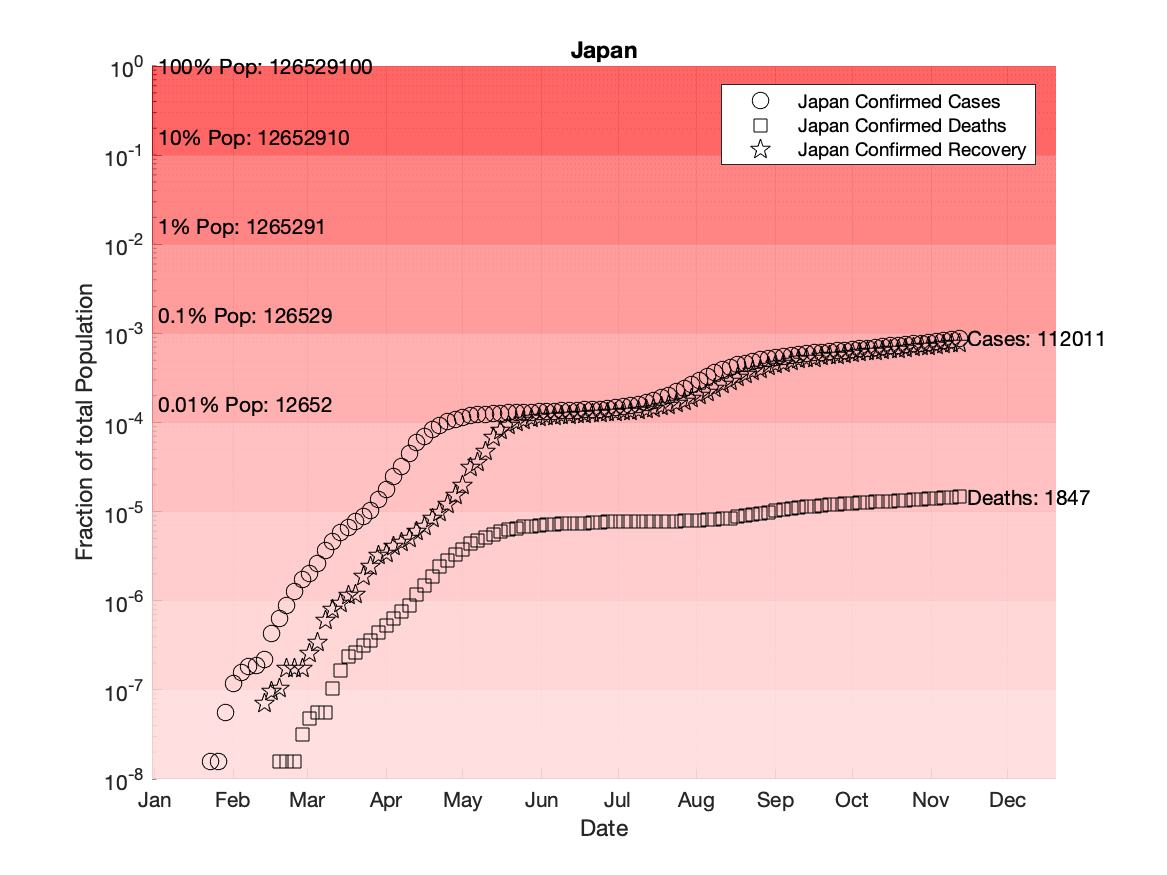 Japan
10^0
10^-1
10^-2
10^-3
10^-4
10^-5
10^-6
10^-7
10^-8
Fraction of total Population
100% Pop: 126529100
10% Pop: 12652910
1% Pop: 1265291
0.1% Pop: 126529
0.01% Pop: 12652
Japan Confirmed Cases
Japan Confirmed Deaths
Japan Confirmed Recovery
Cases: 112011
Deaths: 1847
Jan Feb Mar Apr May Jun Jul Aug Sep Oct Nov Dec
Date